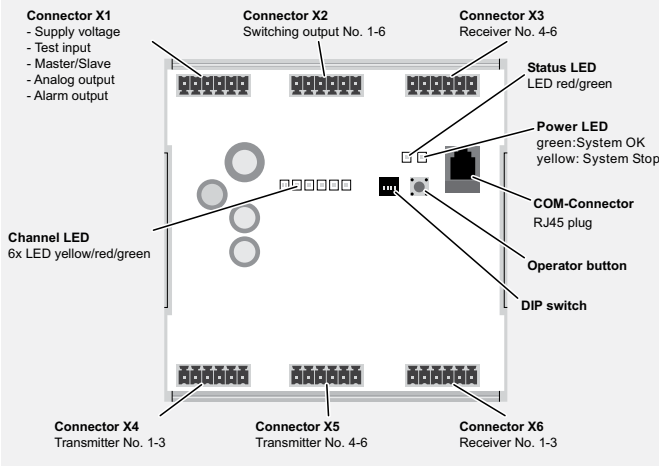 Connector X1
- Supply voltage
- Test input
- Master/Slave
- Analog output
- Alarm output
Connector X2
Switching output No. 1-6
Connector X3
Receiver No. 4-6
Status LED
LED red/green
Power LED
green:System OK
yellow: System Stop
COM-Connector
RJ45 plug
Channel LED
6x LED yellow/red/green
Operator button
DIP switch
Connector X4
Transmitter No. 1-3
Connector X5
Transmitter No. 4-6
Connector X6
Receiver No. 1-3